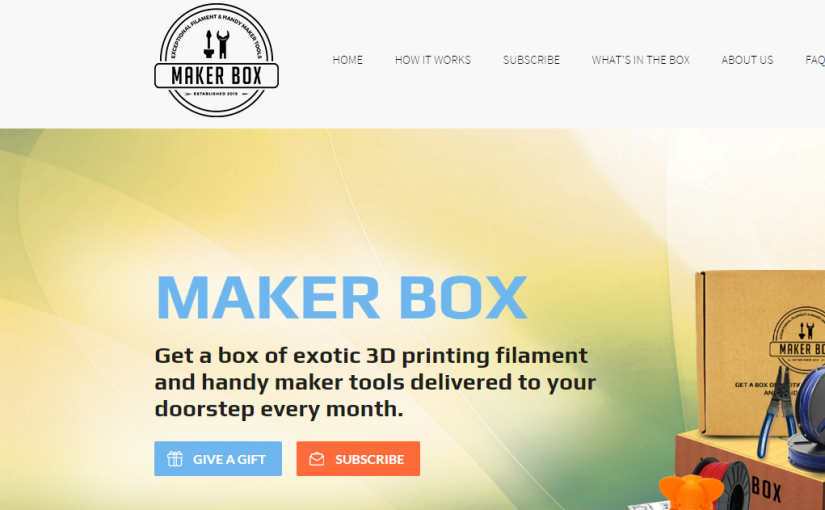 EXCEPTIONAL FILAMENT & HANDY MAKER TOOLS
MAKER BOX
ESTABLISHED 2015
HOME
HOW IT WORKS
SUBSCRIBE
WHAT'S IN THE BOX
ABOUT US
FAQ
MAKER BOX
Get a box of exotic 3D printing filament
and handy maker tools delivered to your
doorstep every month.
GIVE A GIFT
SUBSCRIBE
MAKER BO
GET A BOX OF
BOX